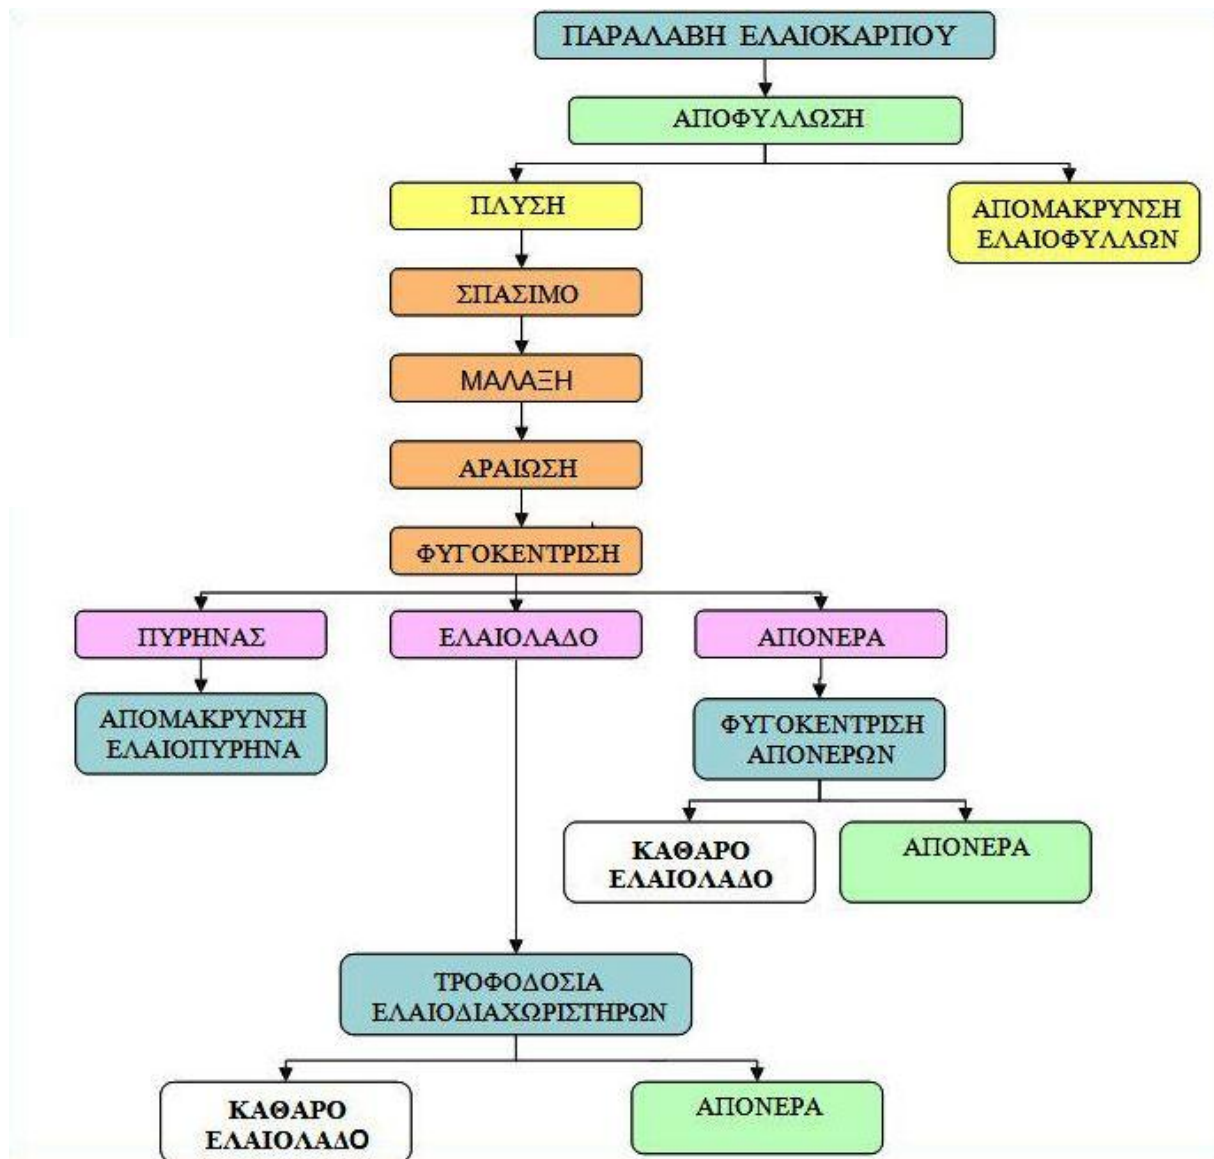 ΠΑΡΑΛΑΒΗ ΕΛΑΙΟΚΑΡΠΟΥ
ΑΠΟΦΥΛΛΩΣΗ
ΠΛΥΣΗ
ΑΠΟΜΑΚΡΥΝΣΗ
ΕΛΑΙΟΦΥΛΛΩΝ
ΣΠΑΣΙΜΟ
ΜΑΛΑΞΗ
ΑΡΑΙΩΣΗ
ΦΥΓΟΚΕΝΤΡΙΣΗ
ΠΥΡΗΝΑΣ
ΕΛΑΙΟΛΑΔΟ
ΑΠΟΝΕΡΑ
ΑΠΟΜΑΚΡΥΝΣΗ
ΕΛΑΙΟΠΥΡΗΝΑ
ΦΥΓΟΚΕΝΤΡΙΣΗ
ΑΠΟΝΕΡΩΝ
ΚΑΘΑΡΟ
ΕΛΑΙΟΛΑΔΟ
ΑΠΟΝΕΡΑ
ΤΡΟΦΟΔΟΣΙΑ
ΕΛΑΙΟΔΙΑΧΩΡΙΣΤΗΡΩΝ
ΚΑΘΑΡΟ
ΕΛΑΙΟΛΑΔΟ
ΑΠΟΝΕΡΑ